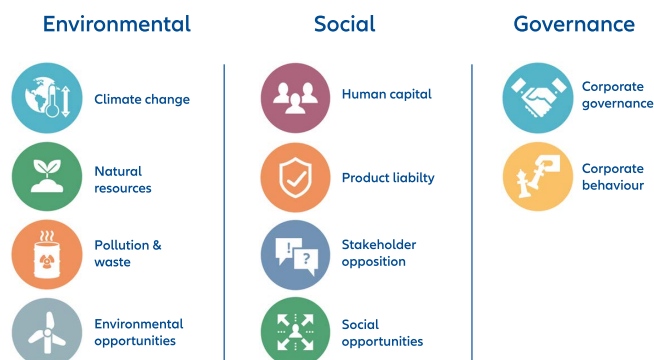 Environmental
Climate change
Natural
resources
Pollution &
waste
Environmental
opportunities
Social
Human capital
Product liabilty
Stakeholder
opposition
Social
opportunities
Governance
Corporate
governance
Corporate
behaviour
!
?